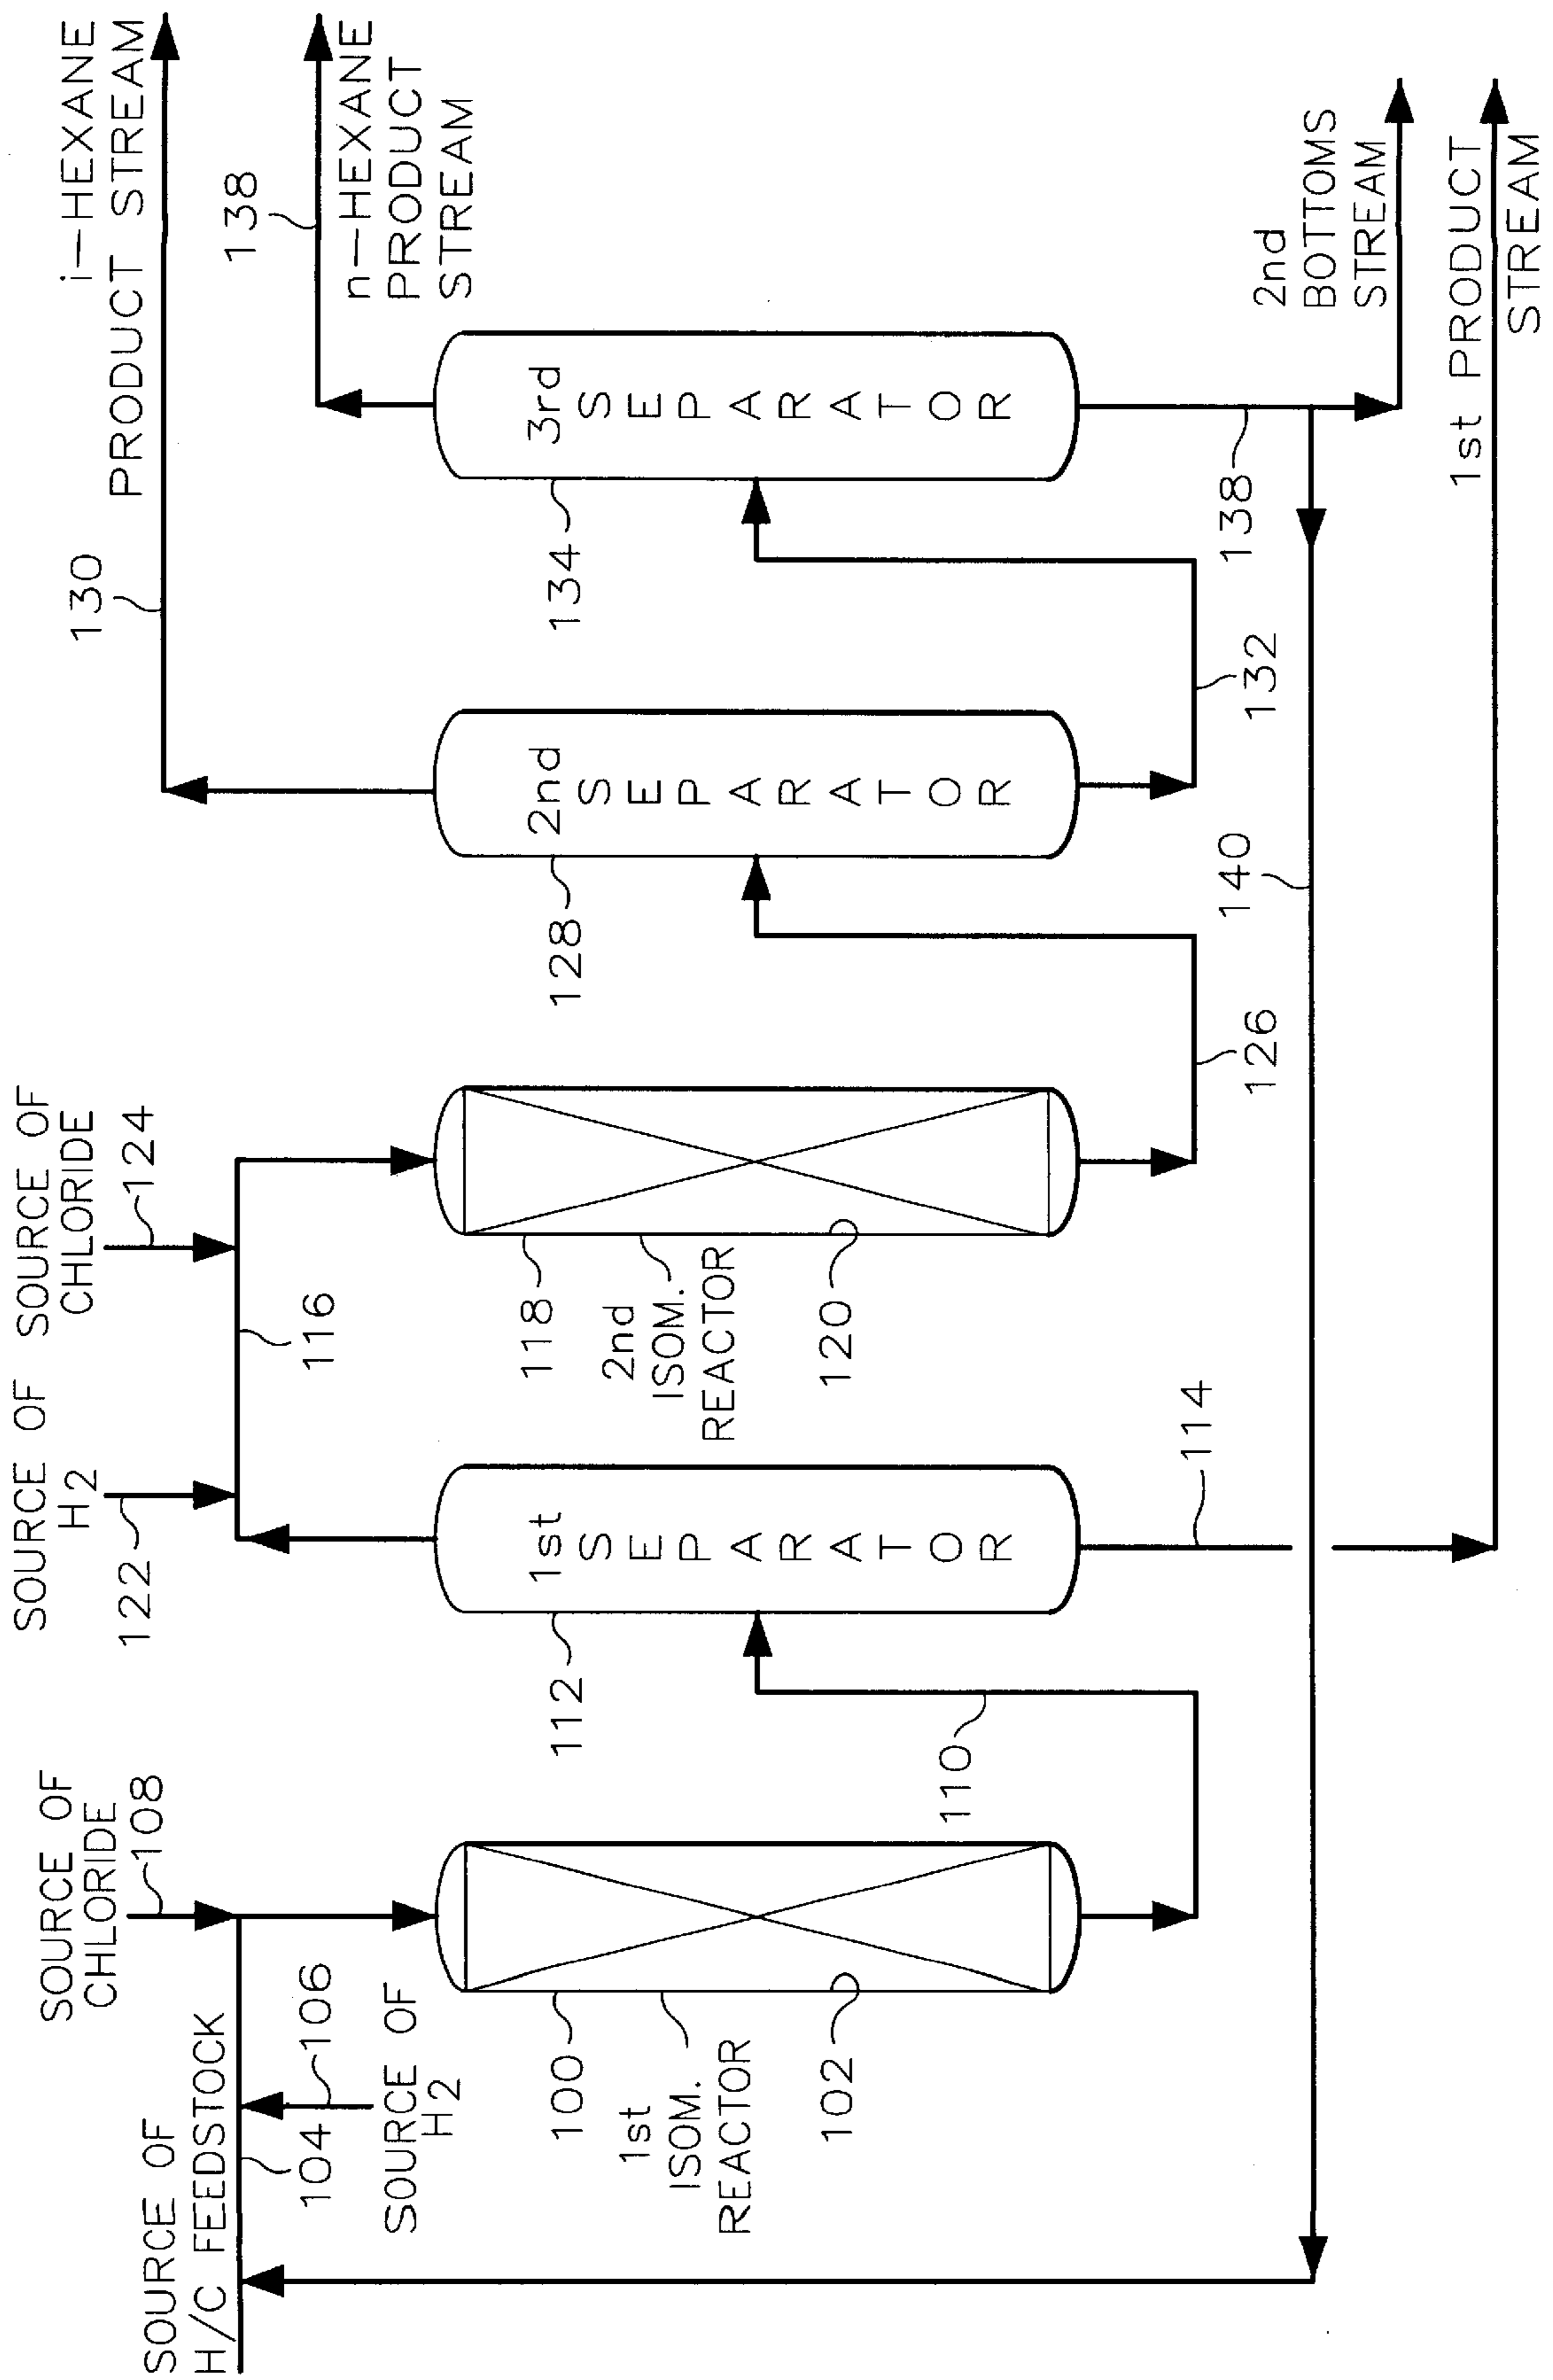 SOURCE OF
H/C FEEDSTOCK
104
106
SOURCE OF
H2
SOURCE OF
CHLORIDE
108
100
1st
ISOM.
REACTOR
102
110
SOURCE OF
H2
122
112
1st
SEPARATOR
114
116
SOURCE OF
CHLORIDE
124
118
2nd
ISOM.
REACTOR
120
126
128
2nd
SEPARATOR
130
132
134
3rd
SEPARATOR
138
140
i-HEXANE
PRODUCT STREAM
138
n-HEXANE
PRODUCT
STREAM
2nd
BOTTOMS
STREAM
1st PRODUCT
STREAM